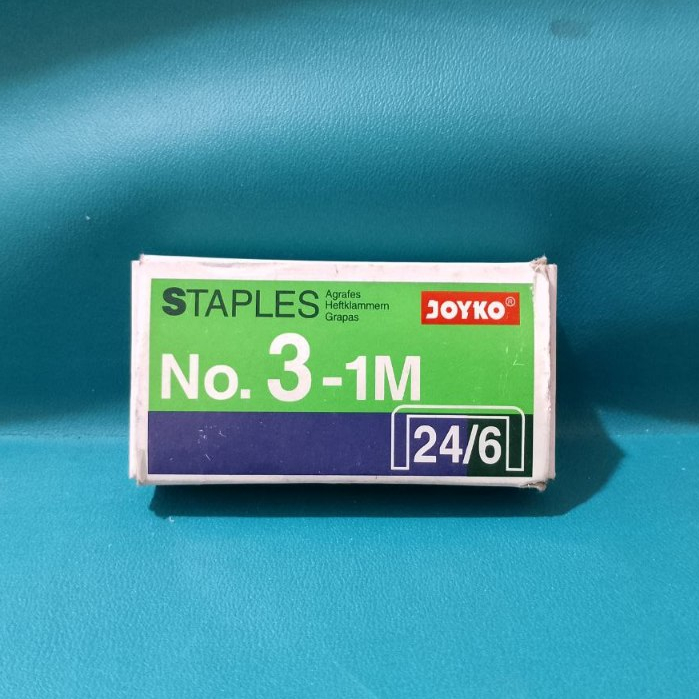 STAPLES
Agrafes
Heftklammern
Grapas
JOYKO®
No. 3-1M
24/6